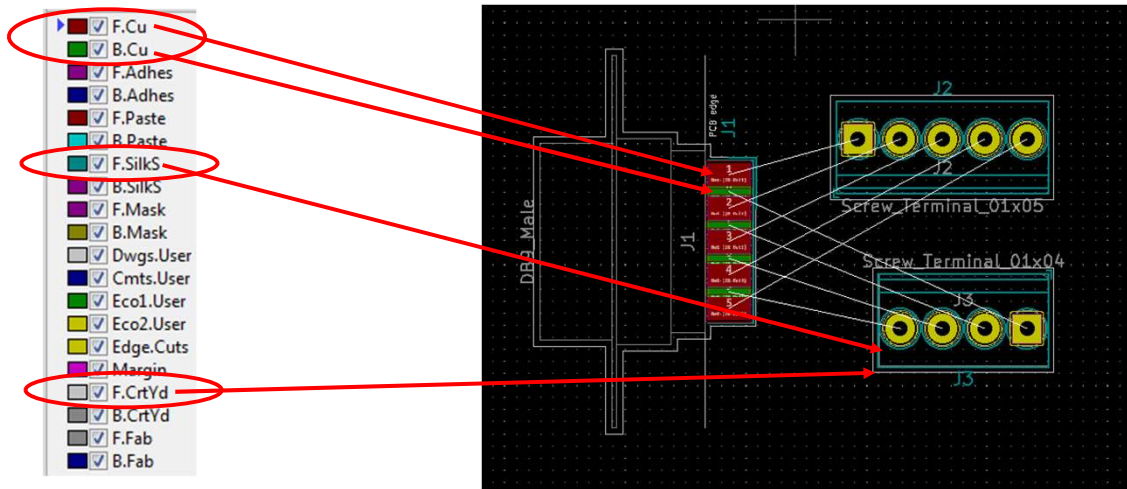 F.Cu
B.Cu
F.Adhes
B.Adhes
F.Paste
B.Paste
F.SilkS
B.SilkS
F.Mask
B.Mask
Dwgs.User
Cmts.User
Eco1.User
Eco2.User
Edge.Cuts
Margin
F.CrtYd
B.CrtYd
F.Fab
B.Fab
DB9_Male
PCB edge
J1
J1
1
2
3
4
5
J2
J2
Screw_Terminal_01x05
Screw_Terminal_01x04
J3
J3